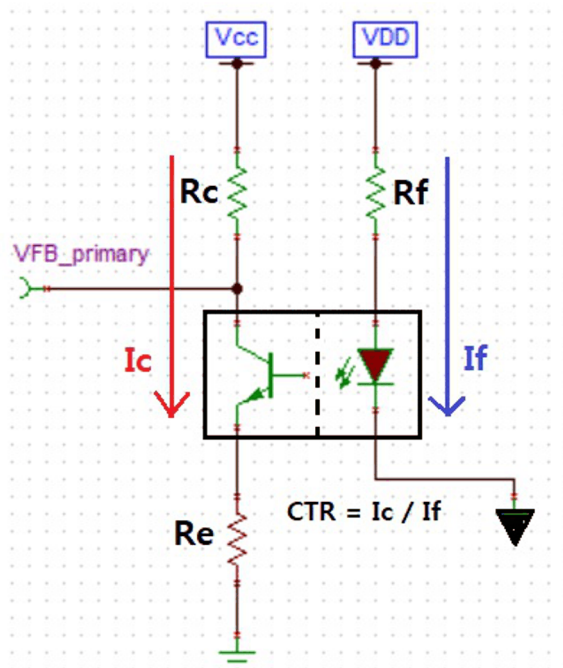 Vcc
VDD
Rc
Rf
VFB_primary
Ic
If
CTR = Ic / If
Re